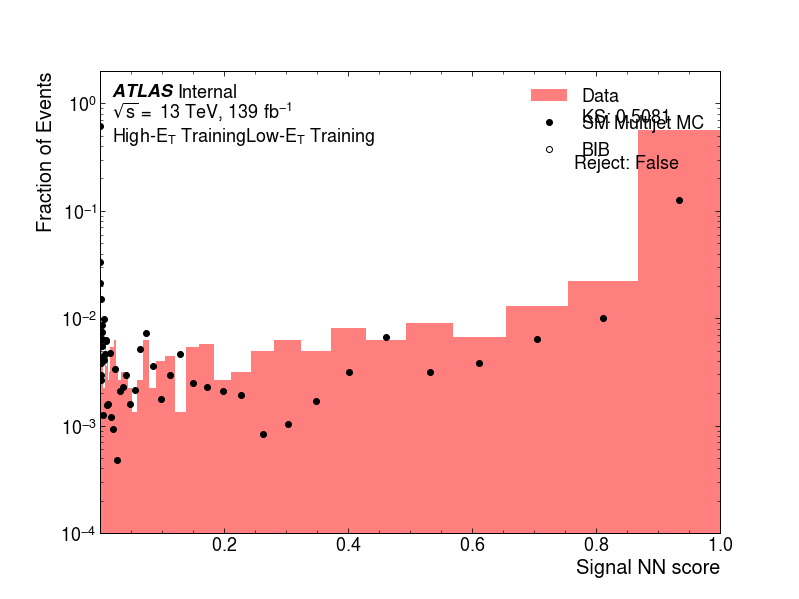 ATLAS Internal
√s = 13 TeV, 139 fb⁻¹
High-E_T TrainingLow-E_T Training
Data
KS: 0.5081
SM Multijet MC
BIB
Reject: False
Fraction of Events
10⁰
10⁻¹
10⁻²
10⁻³
10⁻⁴
0.2 0.4 0.6 0.8 1.0
Signal NN score